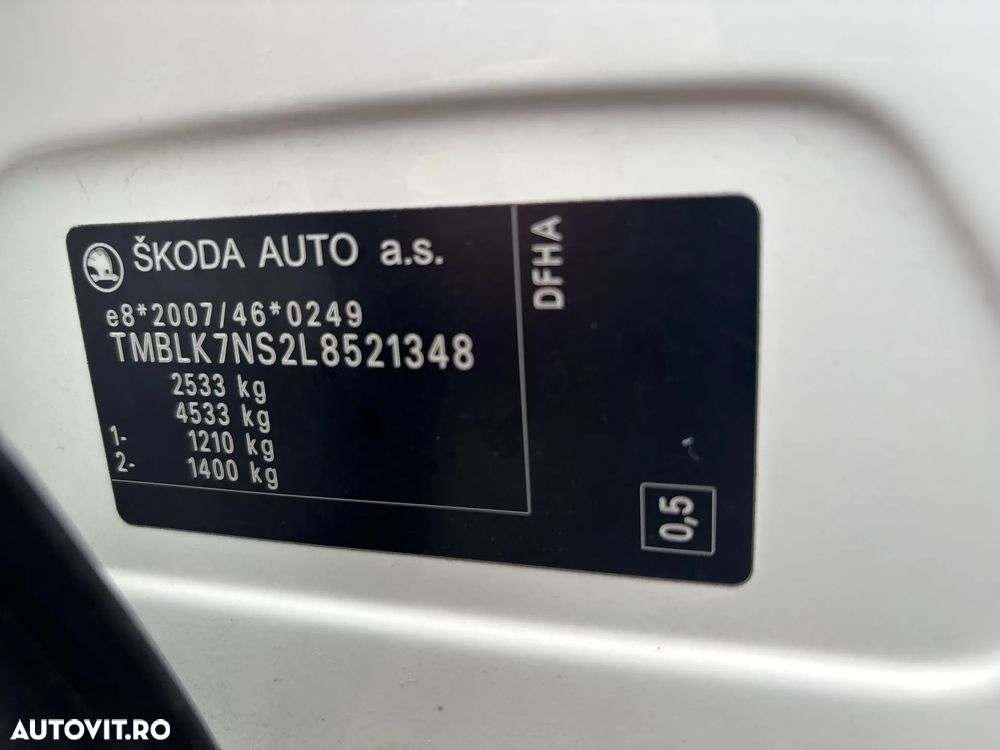 ŠKODA AUTO a.s.
e8*2007/46*0249
TMBLK7NS2L8521348
2533 kg
4533 kg
1- 1210 kg
2- 1400 kg
DFHA
0,5
AUTOVIT.RO